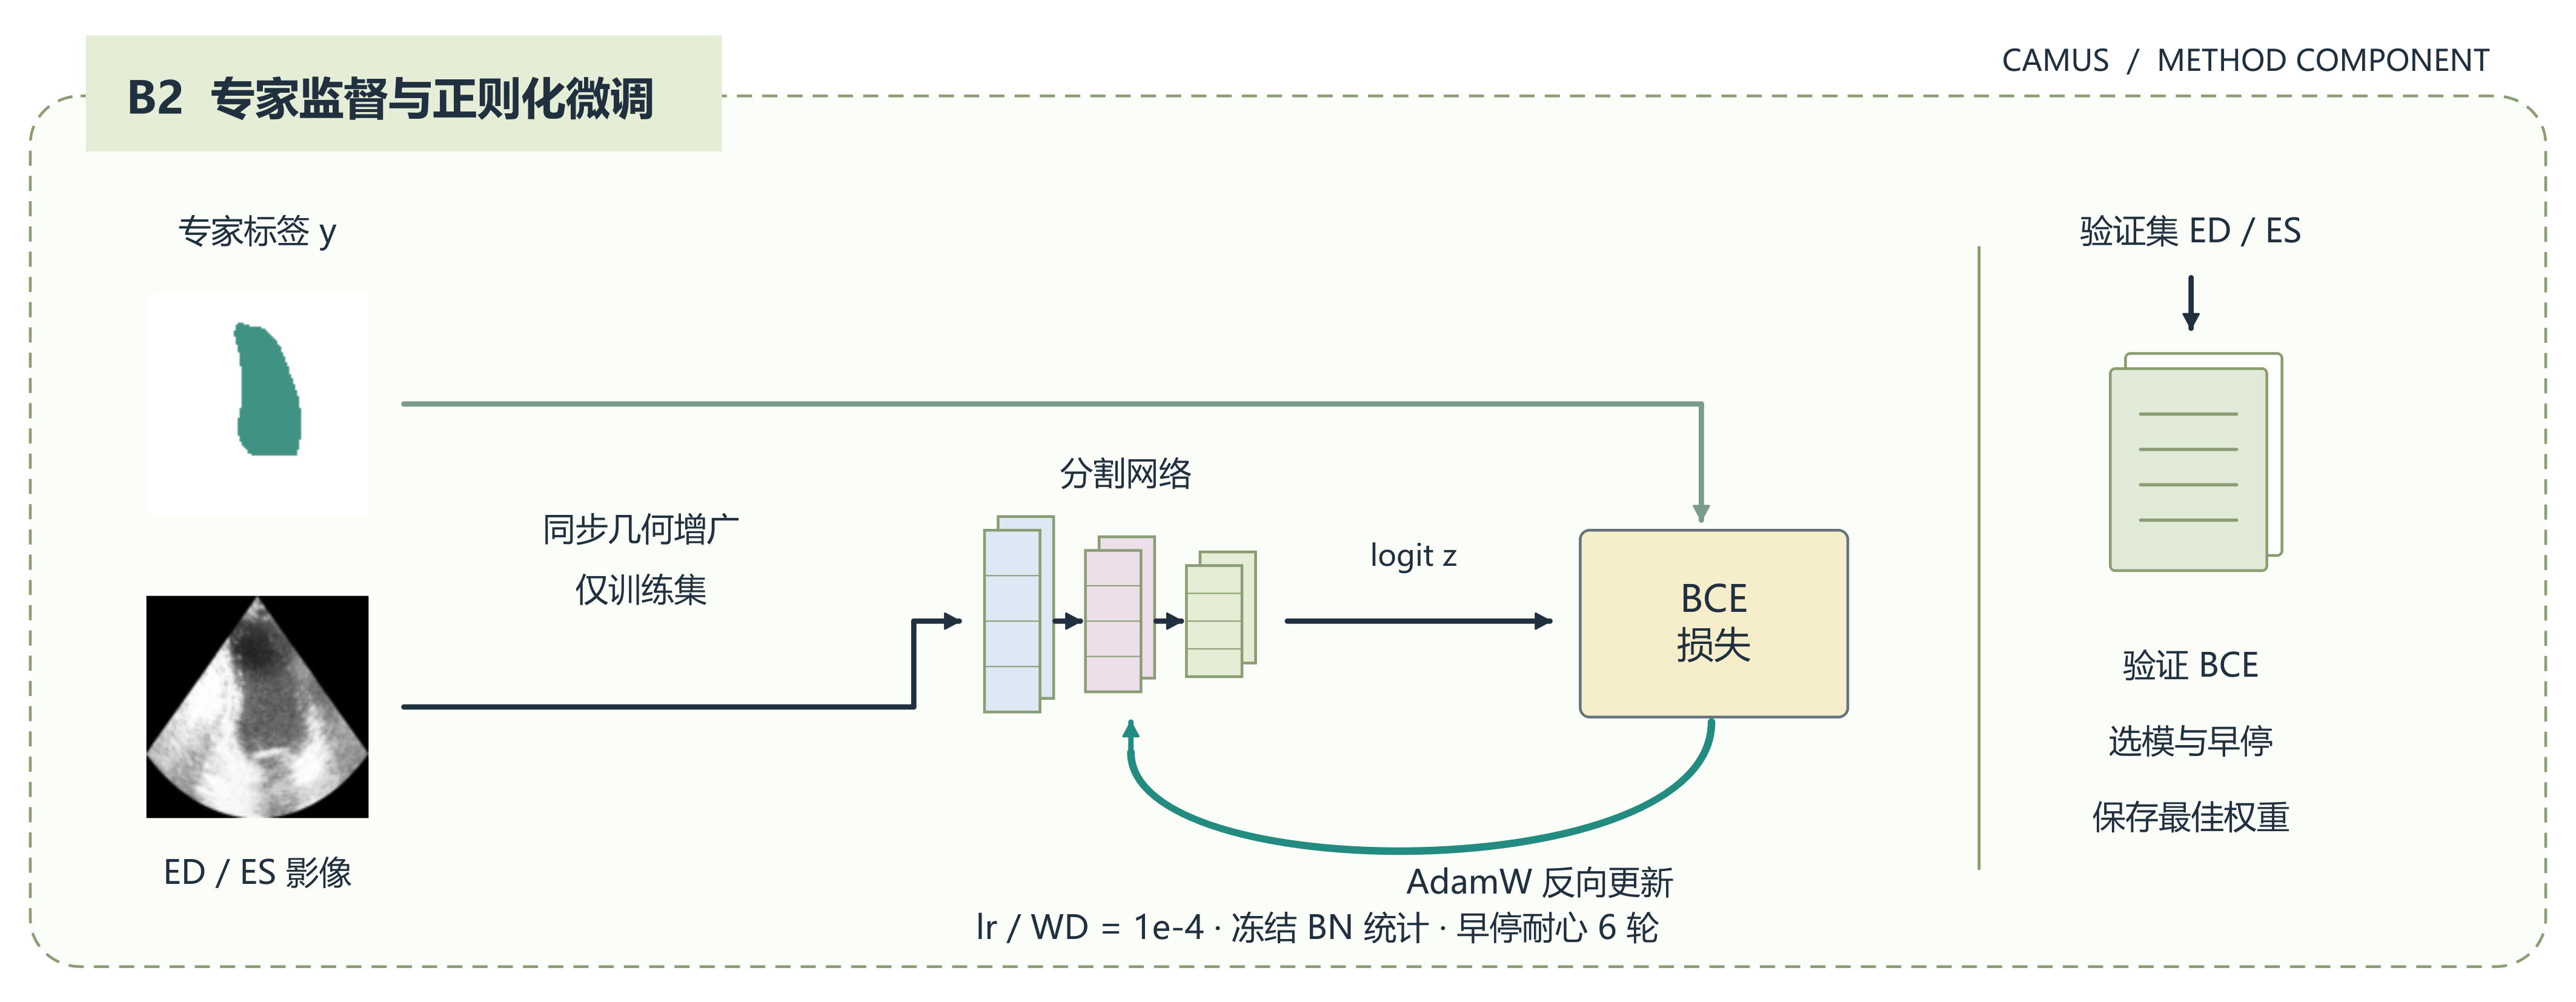 CAMUS / METHOD COMPONENT
B2 专家监督与正则化微调
专家标签 y
同步几何增广
仅训练集
ED / ES 影像
分割网络
logit z
BCE
损失
AdamW 反向更新
lr / WD = 1e-4 · 冻结 BN 统计 · 早停耐心 6 轮
验证集 ED / ES
验证 BCE
选模与早停
保存最佳权重